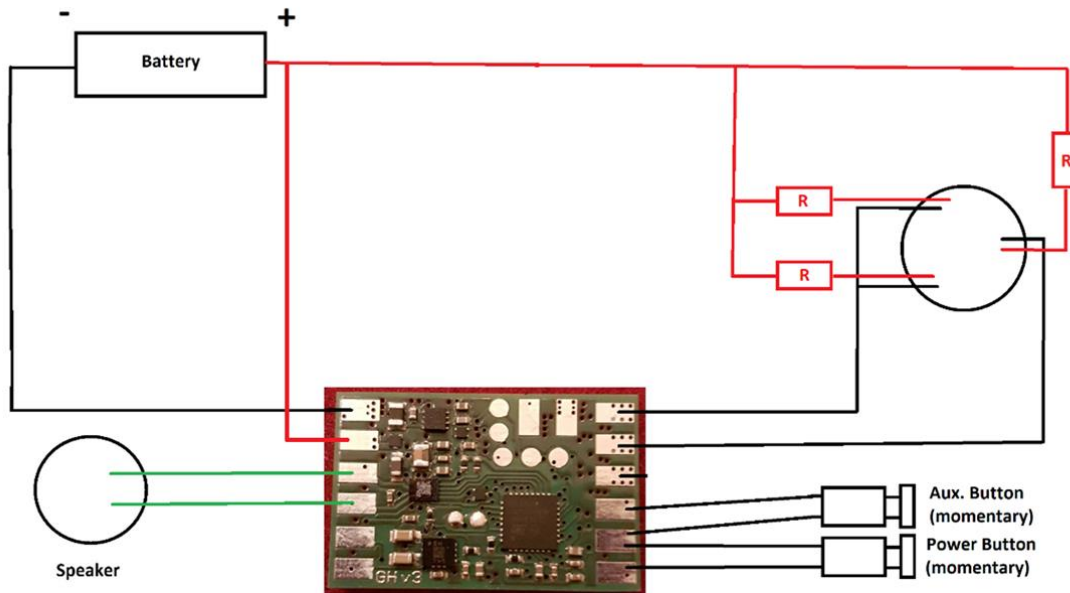 - +
Battery
R
R
R
GH v3
Aux. Button
(momentary)
Power Button
(momentary)
Speaker